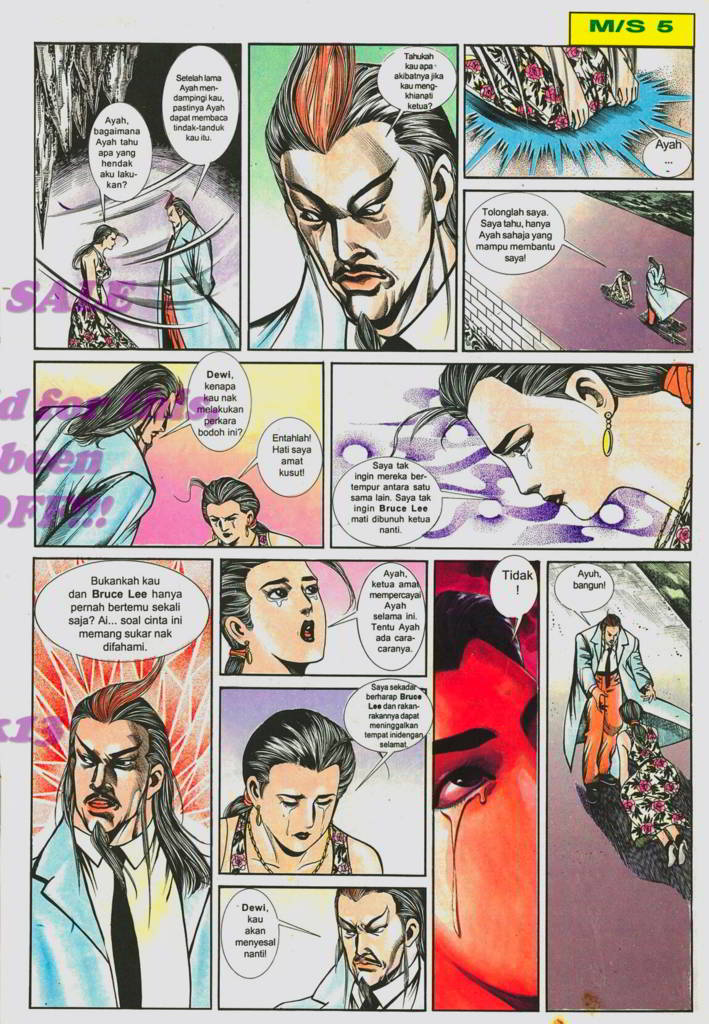 M/S 5
Ayah,
bagaimana
Ayah tahu
apa yang
hendak
aku laku-
kan?
Setelah lama
Ayah men-
dampingi kau,
pastinya Ayah
dapat membaca
tindak-tanduk
kau itu.
Tahukah
kau apa
akibatnya jika
kau meng-
khianati
ketua?
Ayah
...
Tolonglah saya.
Saya tahu, hanya
Ayah sahaja yang
mampu membantu
saya!
Dewi,
kenapa
kau nak
melakukan
perkara
bodoh ini?
Entahlah!
Hati saya
amat
kusut!
Saya tak
ingin mereka ber-
tempur antara satu
sama lain. Saya tak
ingin Bruce Lee
mati dibunuh ketua
nanti.
Bukankah kau
dan Bruce Lee hanya
pernah bertemu sekali
saja? Ai... soal cinta ini
memang sukar nak
difahami.
Ayah,
ketua amat
mempercayai
Ayah
selama ini.
Tentu Ayah
ada cara-
caranya.
Saya sekadar
berharap Bruce
Lee dan rakan-
rakannya dapat
meninggalkan
tempat inidengan
selamat.
Dewi,
kau
akan
menyesal
nanti!
Tidak
!
Ayuh,
bangun!
SALE
d for this
been
OFF!!!